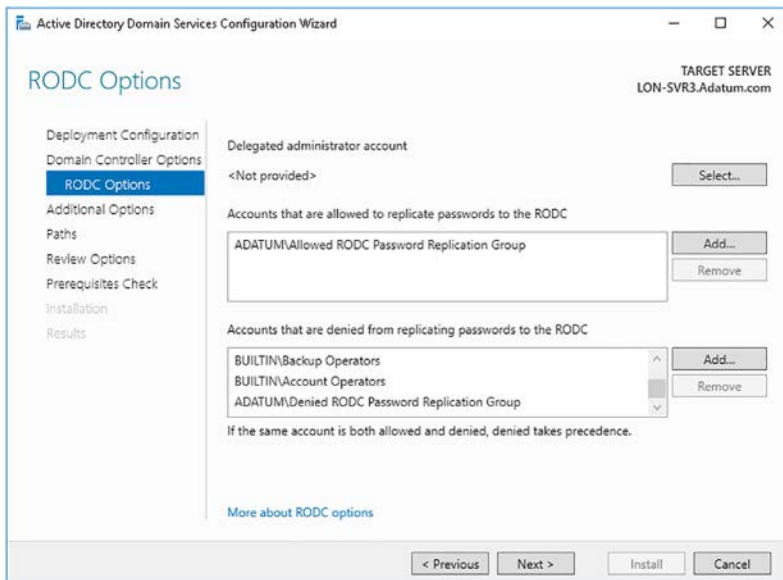 Active Directory Domain Services Configuration Wizard
RODC Options
TARGET SERVER
LON-SVR3.Adatum.com
Deployment Configuration
Domain Controller Options
RODC Options
Additional Options
Paths
Review Options
Prerequisites Check
Installation
Results
Delegated administrator account
<Not provided>
Select...
Accounts that are allowed to replicate passwords to the RODC
ADATUM\Allowed RODC Password Replication Group
Add...
Remove
Accounts that are denied from replicating passwords to the RODC
BUILTIN\Backup Operators
BUILTIN\Account Operators
ADATUM\Denied RODC Password Replication Group
Add...
Remove
If the same account is both allowed and denied, denied takes precedence.
More about RODC options
< Previous
Next >
Install
Cancel